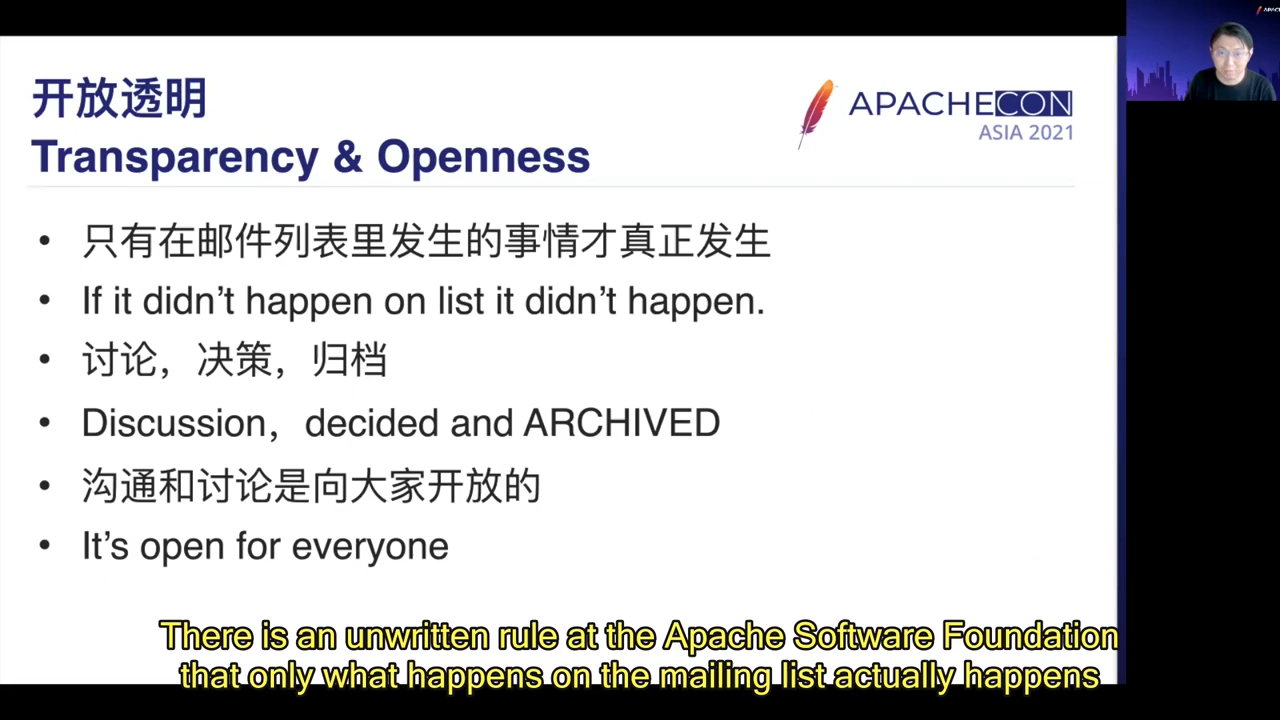 开放透明
Transparency & Openness
APACHECON
ASIA 2021
• 只有在邮件列表里发生的事情才真正发生
• If it didn’t happen on list it didn’t happen.
• 讨论，决策，归档
• Discussion，decided and ARCHIVED
• 沟通和讨论是向大家开放的
• It’s open for everyone
There is an unwritten rule at the Apache Software Foundation
that only what happens on the mailing list actually happens